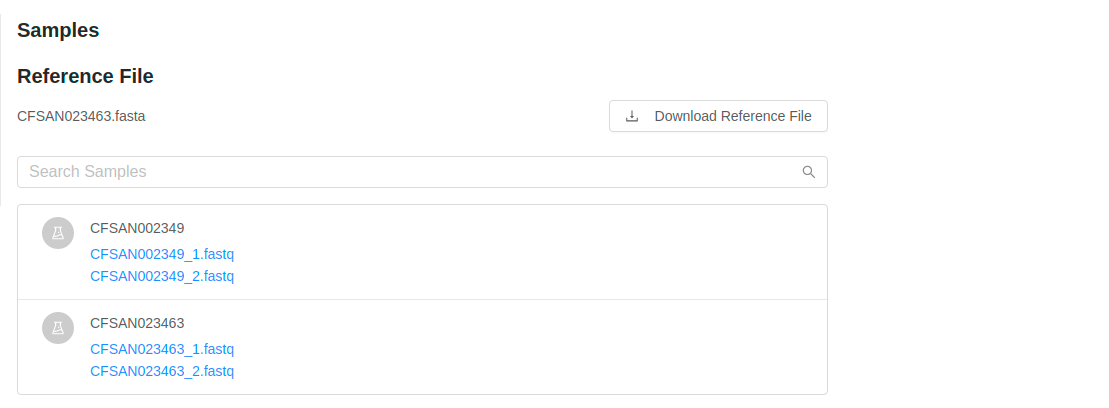 Samples
Reference File
CFSAN023463.fasta
Download Reference File
Search Samples
CFSAN002349
CFSAN002349_1.fastq
CFSAN002349_2.fastq
CFSAN023463
CFSAN023463_1.fastq
CFSAN023463_2.fastq